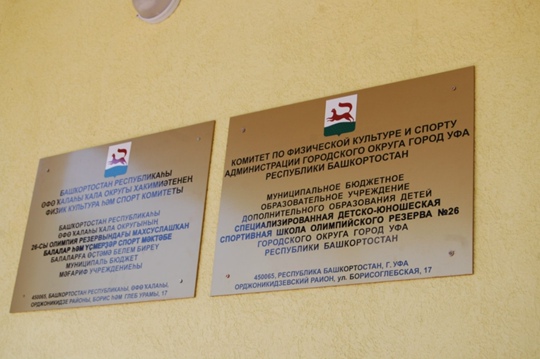 БАШҠОРТОСТАН РЕСПУБЛИКАҺЫ
ӨФӨ ҠАЛАҺЫ ҠАЛА ОКРУГЫ ХАКИМИӘТЕНЕҢ
ФИЗИК КУЛЬТУРА ҺӘМ СПОРТ КОМИТЕТЫ
БАШҠОРТОСТАН РЕСПУБЛИКАҺЫ
ӨФӨ ҠАЛАҺЫ ҠАЛА ОКРУГЫНЫҢ
26-СЫ ОЛИМПИЯ РЕЗЕРВЫНДАҒЫ МАХСУСЛАШҠАН
БАЛАЛАР ҺӘМ ҮСМЕРҘӘР СПОРТ МӘКТӘБЕ
БАЛАЛАРҒА ӨҪТӘМӘ БЕЛЕМ БИРЕҮ
МУНИЦИПАЛЬ БЮДЖЕТ
МӘҒАРИФ УЧРЕЖДЕНИЕҺЫ
450065, БАШҠОРТОСТАН РЕСПУБЛИКАҺЫ, ӨФӨ ҠАЛАҺЫ,
ОРДЖОНИКИДЗЕ РАЙОНЫ, БОРИС ҺӘМ ГЛЕБ УРАМЫ, 17
КОМИТЕТ ПО ФИЗИЧЕСКОЙ КУЛЬТУРЕ И СПОРТУ
АДМИНИСТРАЦИИ ГОРОДСКОГО ОКРУГА ГОРОД УФА
РЕСПУБЛИКИ БАШКОРТОСТАН
МУНИЦИПАЛЬНОЕ БЮДЖЕТНОЕ
ОБРАЗОВАТЕЛЬНОЕ УЧРЕЖДЕНИЕ
ДОПОЛНИТЕЛЬНОГО ОБРАЗОВАНИЯ ДЕТЕЙ
СПЕЦИАЛИЗИРОВАННАЯ ДЕТСКО-ЮНОШЕСКАЯ
СПОРТИВНАЯ ШКОЛА ОЛИМПИЙСКОГО РЕЗЕРВА №26
ГОРОДСКОГО ОКРУГА ГОРОД УФА
РЕСПУБЛИКИ БАШКОРТОСТАН
450065, РЕСПУБЛИКА БАШКОРТОСТАН, Г. УФА
ОРДЖОНИКИДЗЕВСКИЙ РАЙОН, ул. БОРИСОГЛЕБСКАЯ, 17